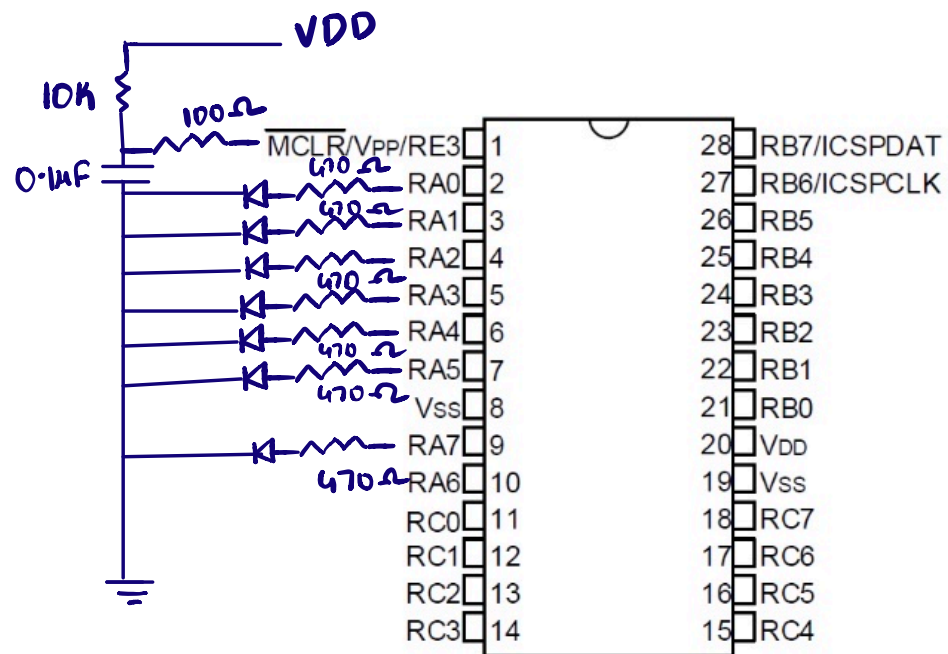 VDD
10K
100Ω
MCLR/VPP/RE3 1 28 RB7/ICSPDAT
0.1µF
470Ω
RA0 2 27 RB6/ICSPCLK
470Ω
RA1 3 26 RB5
RA2 4 25 RB4
470
RA3 5 24 RB3
RA4 6 23 RB2
470Ω
RA5 7 22 RB1
470Ω
VSS 8 21 RB0
RA7 9 20 VDD
470Ω
RA6 10 19 VSS
RC0 11 18 RC7
RC1 12 17 RC6
RC2 13 16 RC5
RC3 14 15 RC4